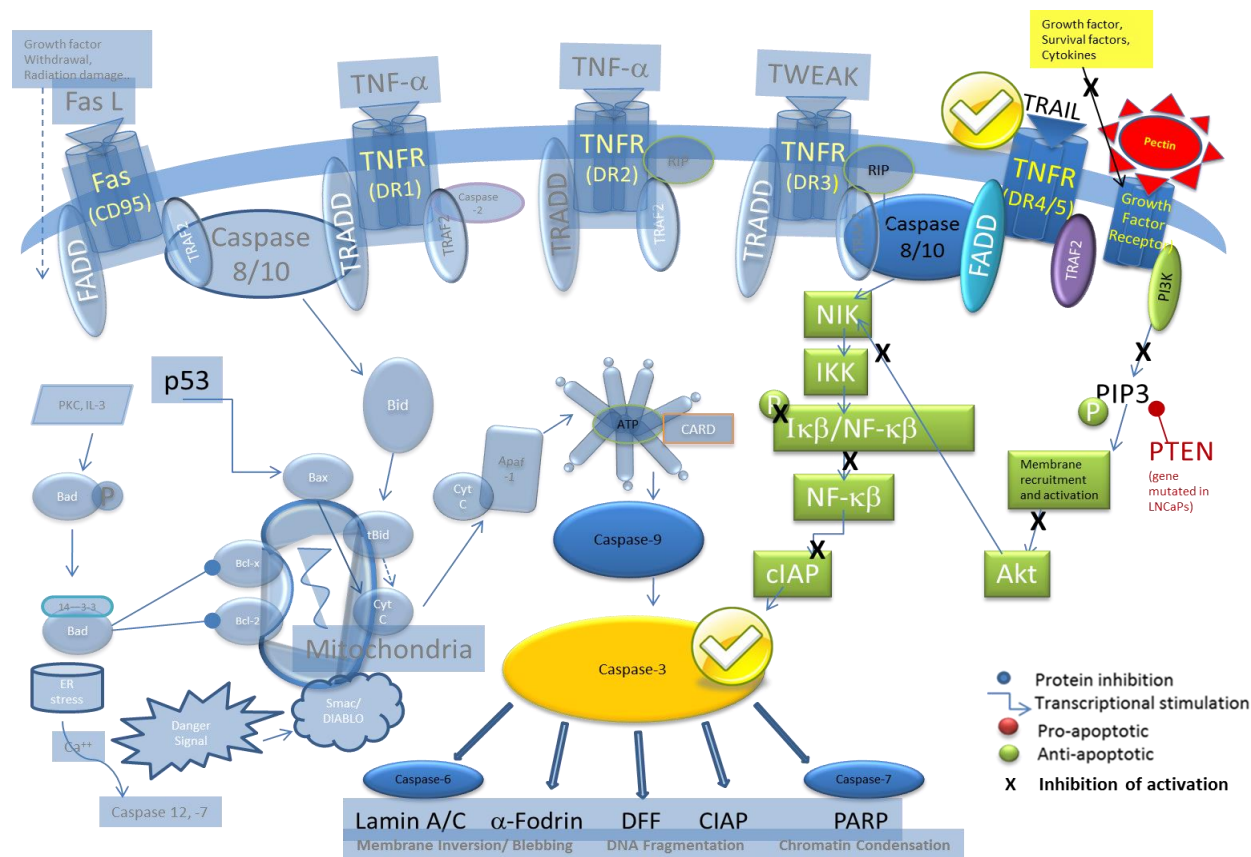 Growth factor
Withdrawal,
Radiation damage..
Fas L
TNF-α
TNF-α
TWEAK
TRAIL
Growth factor,
Survival factors,
Cytokines
X
Pectin
Fas
(CD95)
TNFR
(DR1)
TNFR
(DR2)
TNFR
(DR3)
TNFR
(DR4/5)
Growth
Factor
Receptor
FADD
TRAF2
Caspase
8/10
TRADD
TRAF2
Caspase
-2
TRADD
RIP
TRAF2
TRADD
RIP
Caspase
8/10
FADD
TRAF2
PI3K
NIK
X
X
IKK
p53
PKC, IL-3
Bid
ATP
CARD
P
X
Iκβ/NF-κβ
PIP3
P
PTEN
(gene
mutated in
LNCaPs)
Bax
Apaf
-1
Cyt
C
Bad
P
X
NF-κβ
Membrane
recruitment
and activation
X
tBid
Caspase-9
X
cIAP
Akt
Bcl-x
Cyt
C
Bcl-2
14—3-3
Bad
Mitochondria
Caspase-3
ER
stress
Smac/
DIABLO
Danger
Signal
Ca⁺⁺
Caspase 12, -7
Caspase-6
Caspase-7
Lamin A/C
α-Fodrin
DFF
CIAP
PARP
Membrane Inversion/ Blebbing
DNA Fragmentation
Chromatin Condensation
Protein inhibition
Transcriptional stimulation
Pro-apoptotic
Anti-apoptotic
X Inhibition of activation